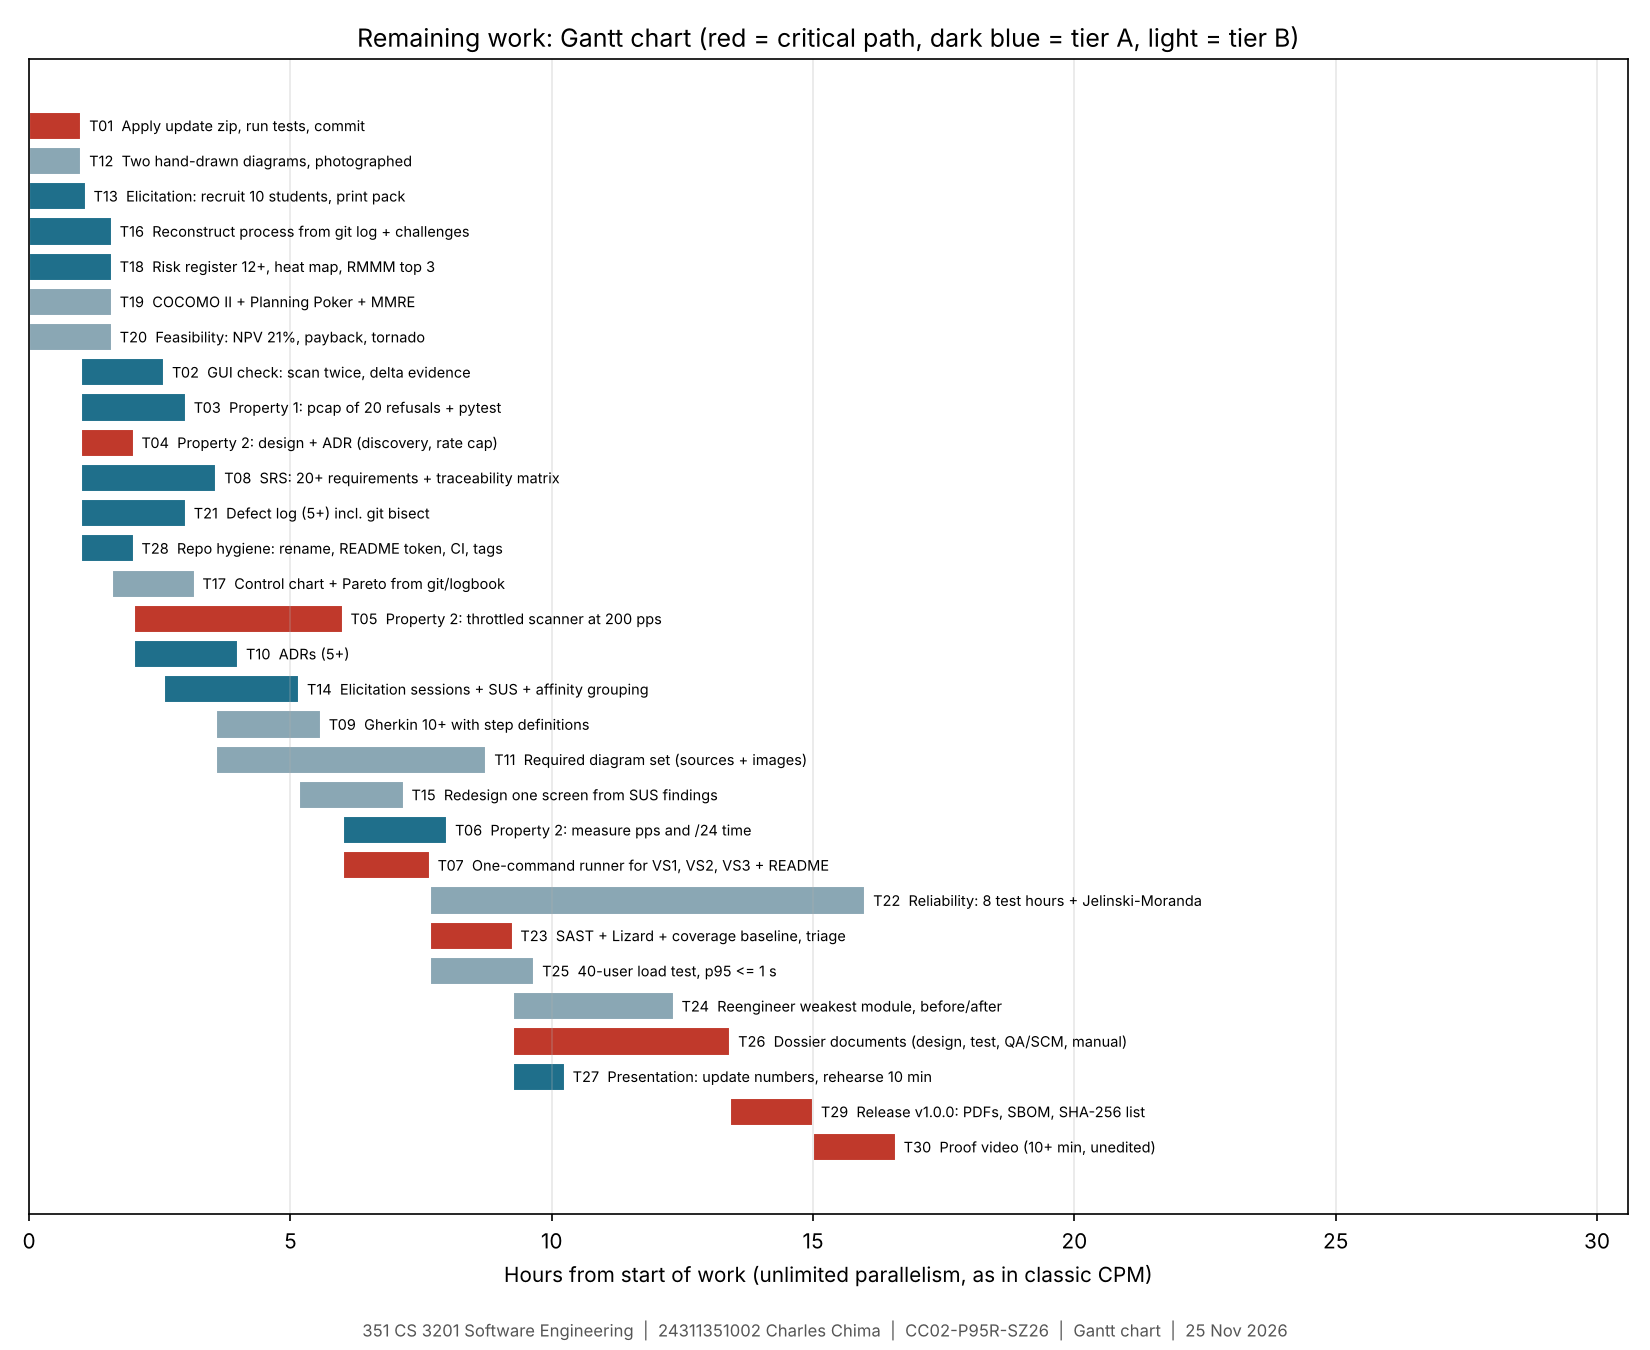 Remaining work: Gantt chart (red = critical path, dark blue = tier A, light = tier B)
T01 Apply update zip, run tests, commit
T12 Two hand-drawn diagrams, photographed
T13 Elicitation: recruit 10 students, print pack
T16 Reconstruct process from git log + challenges
T18 Risk register 12+, heat map, RMMM top 3
T19 COCOMO II + Planning Poker + MMRE
T20 Feasibility: NPV 21%, payback, tornado
T02 GUI check: scan twice, delta evidence
T03 Property 1: pcap of 20 refusals + pytest
T04 Property 2: design + ADR (discovery, rate cap)
T08 SRS: 20+ requirements + traceability matrix
T21 Defect log (5+) incl. git bisect
T28 Repo hygiene: rename, README token, CI, tags
T17 Control chart + Pareto from git/logbook
T05 Property 2: throttled scanner at 200 pps
T10 ADRs (5+)
T14 Elicitation sessions + SUS + affinity grouping
T09 Gherkin 10+ with step definitions
T11 Required diagram set (sources + images)
T15 Redesign one screen from SUS findings
T06 Property 2: measure pps and /24 time
T07 One-command runner for VS1, VS2, VS3 + README
T22 Reliability: 8 test hours + Jelinski-Moranda
T23 SAST + Lizard + coverage baseline, triage
T25 40-user load test, p95 <= 1 s
T24 Reengineer weakest module, before/after
T26 Dossier documents (design, test, QA/SCM, manual)
T27 Presentation: update numbers, rehearse 10 min
T29 Release v1.0.0: PDFs, SBOM, SHA-256 list
T30 Proof video (10+ min, unedited)
0 5 10 15 20 25 30
Hours from start of work (unlimited parallelism, as in classic CPM)
351 CS 3201 Software Engineering | 24311351002 Charles Chima | CC02-P95R-SZ26 | Gantt chart | 25 Nov 2026